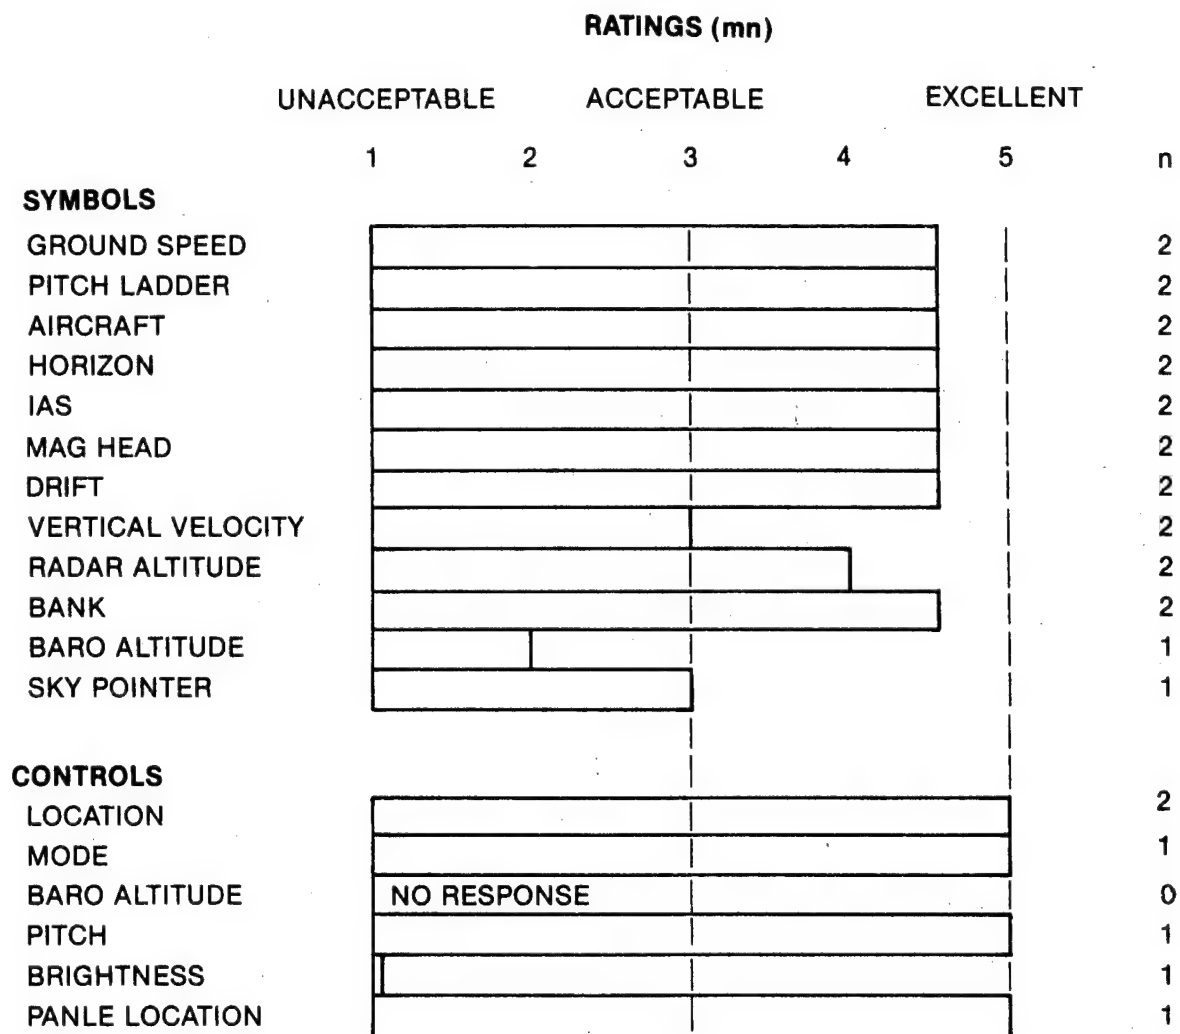 RATINGS (mn)
UNACCEPTABLE ACCEPTABLE EXCELLENT
1 2 3 4 5 n
SYMBOLS
GROUND SPEED 2
PITCH LADDER 2
AIRCRAFT 2
HORIZON 2
IAS 2
MAG HEAD 2
DRIFT 2
VERTICAL VELOCITY 2
RADAR ALTITUDE 2
BANK 2
BARO ALTITUDE 1
SKY POINTER 1
CONTROLS
LOCATION 2
MODE 1
BARO ALTITUDE NO RESPONSE 0
PITCH 1
BRIGHTNESS 1
PANLE LOCATION 1